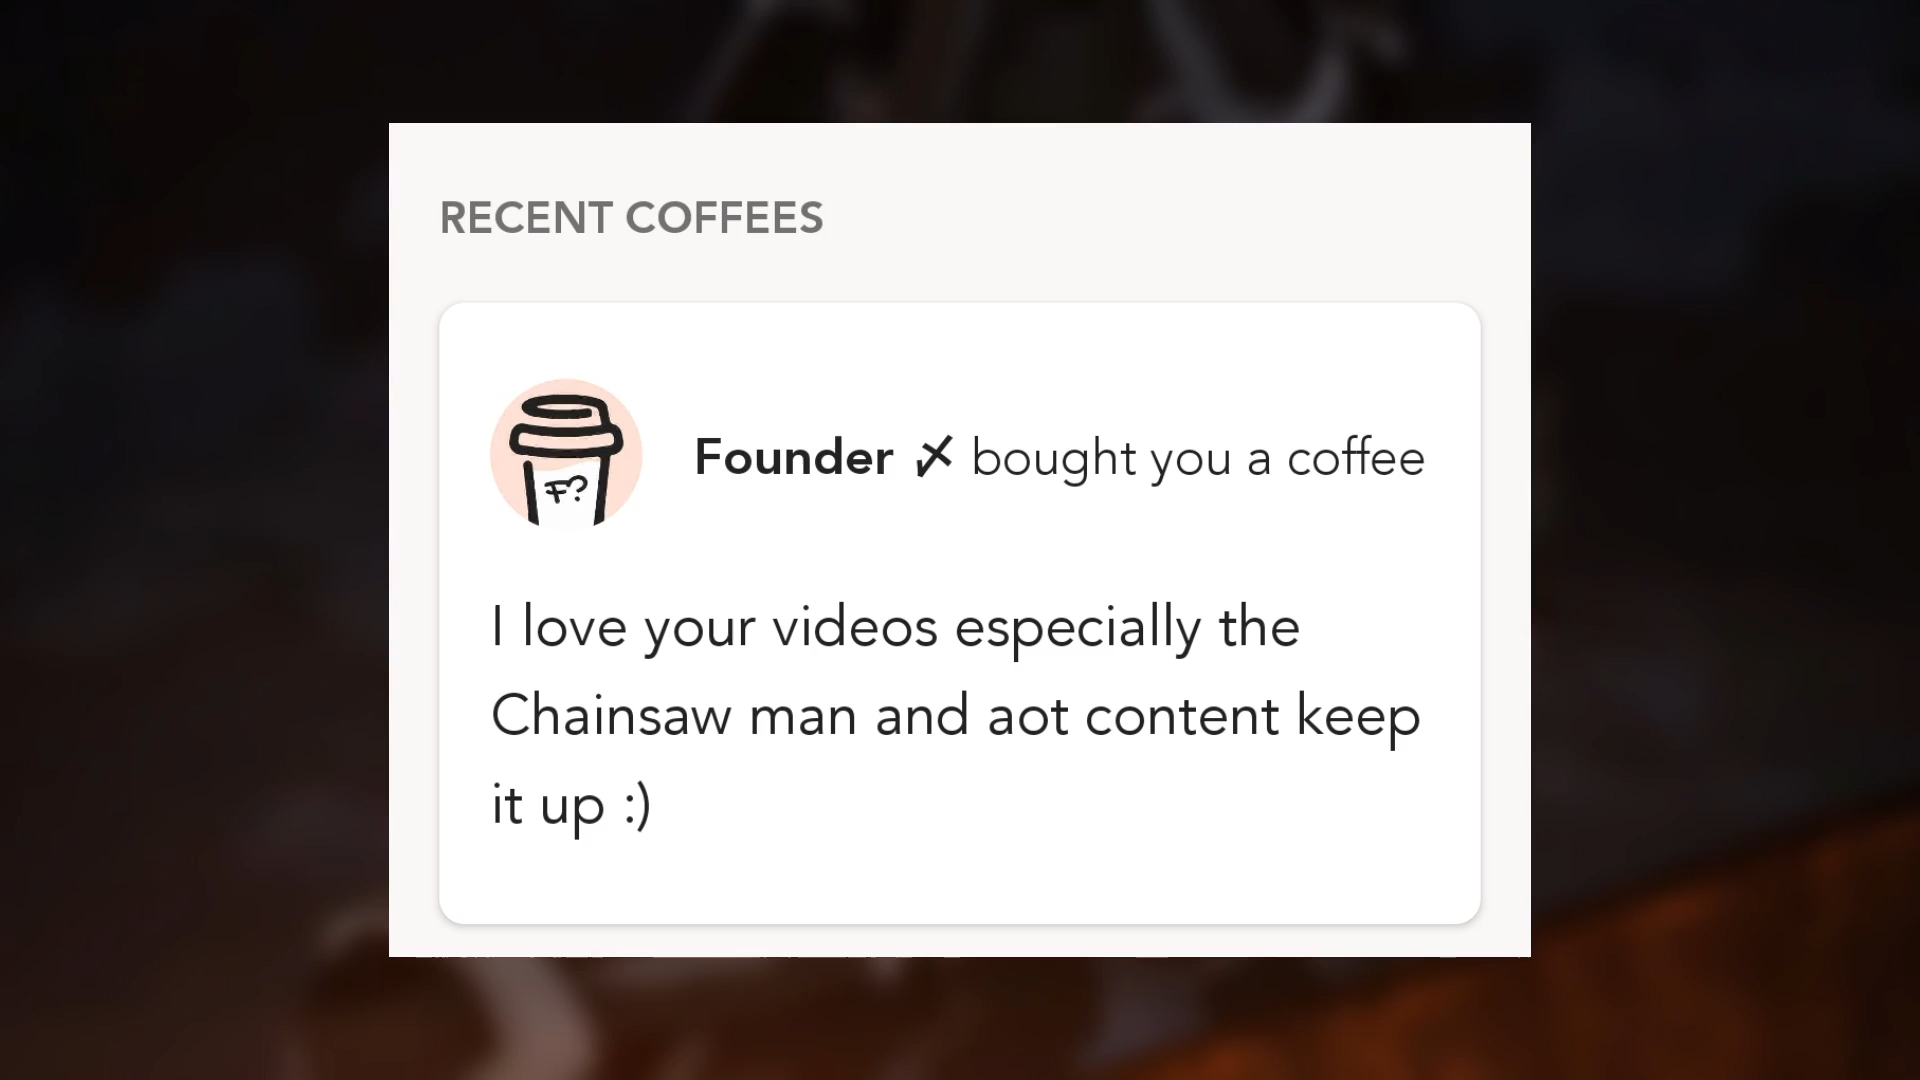 RECENT COFFEES
F?
Founder 〆 bought you a coffee
I love your videos especially the
Chainsaw man and aot content keep
it up :)